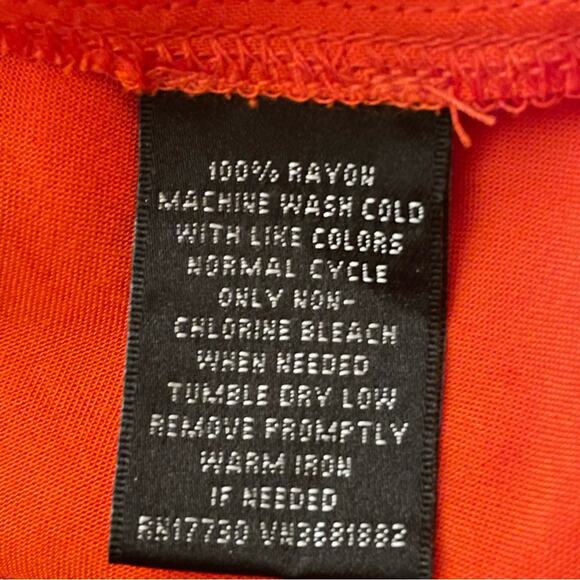 100% RAYON
MACHINE WASH COLD
WITH LIKE COLORS
NORMAL CYCLE
ONLY NON-
CHLORINE BLEACH
WHEN NEEDED
TUMBLE DRY LOW
REMOVE PROMPTLY
WARM IRON
IF NEEDED
RN17730 VN3681882